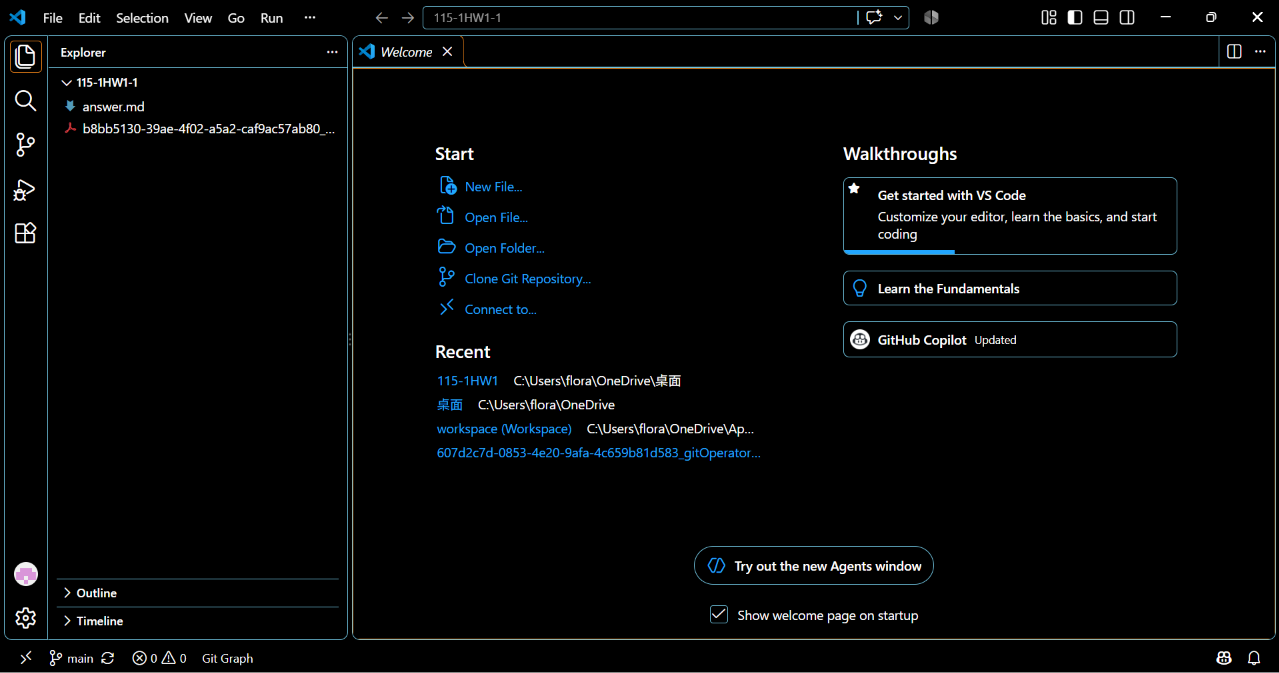 File Edit Selection View Go Run ···
115-1HW1-1
Explorer ···
Welcome
115-1HW1-1
answer.md
b8bb5130-39ae-4f02-a5a2-caf9ac57ab80_...
Start
New File...
Open File...
Open Folder...
Clone Git Repository...
Connect to...
Recent
115-1HW1 C:\Users\flora\OneDrive\桌面
桌面 C:\Users\flora\OneDrive
workspace (Workspace) C:\Users\flora\OneDrive\Ap...
607d2c7d-0853-4e20-9afa-4c659b81d583_gitOperator...
Walkthroughs
Get started with VS Code
Customize your editor, learn the basics, and start
coding
Learn the Fundamentals
GitHub Copilot Updated
Try out the new Agents window
Show welcome page on startup
Outline
Timeline
main 0 0 Git Graph